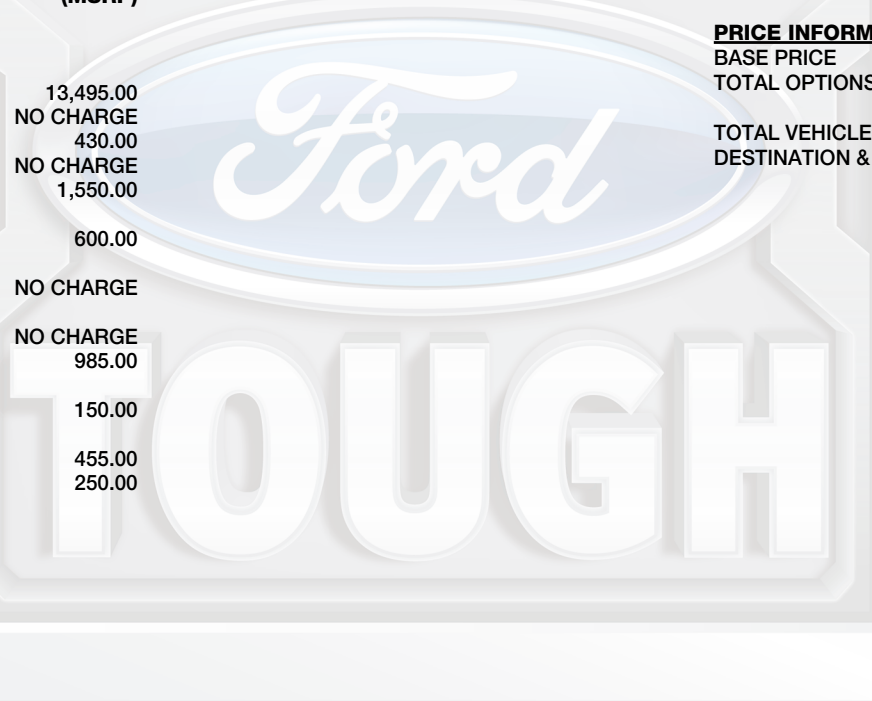 (MSRP)
13,495.00
NO CHARGE
430.00
NO CHARGE
1,550.00
600.00
NO CHARGE
NO CHARGE
985.00
150.00
455.00
250.00
PRICE INFORM
BASE PRICE
TOTAL OPTIONS
TOTAL VEHICLE
DESTINATION &
Ford
TOUGH